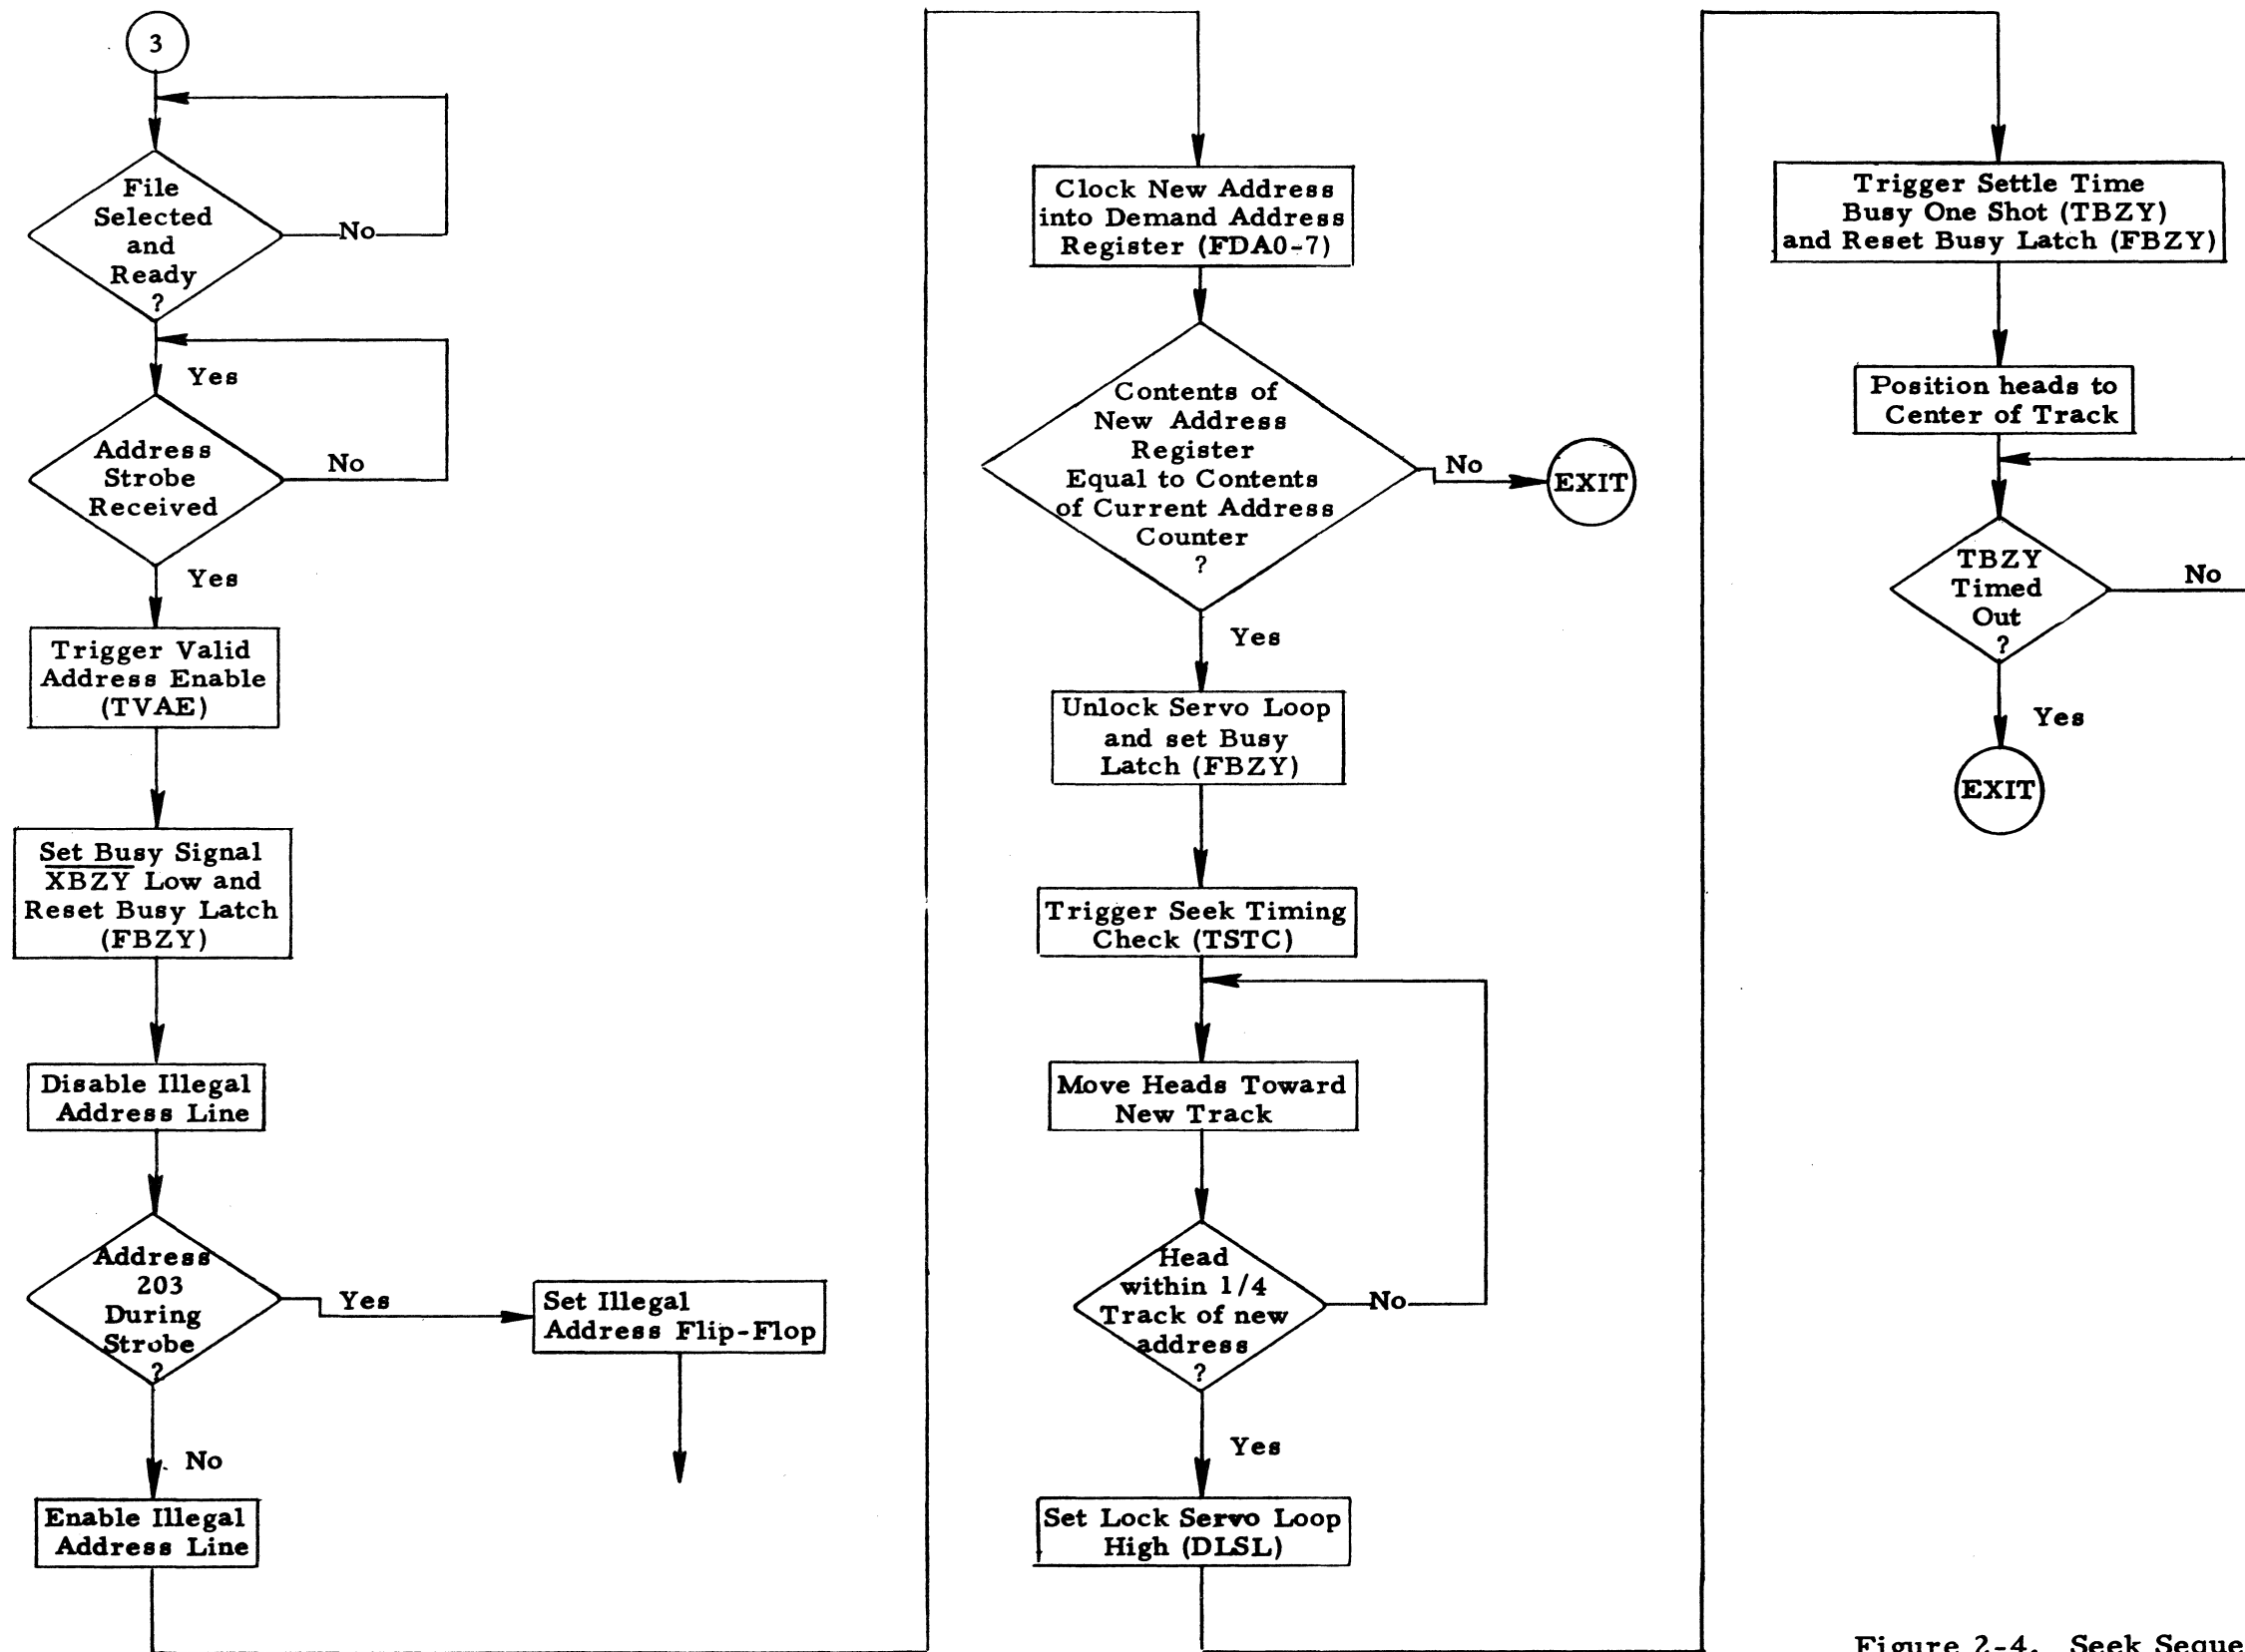 3
File
Selected
and
Ready
?
No
Yes
Address
Strobe
Received
No
Yes
Trigger Valid
Address Enable
(TVAE)
Set Busy Signal
XBZY Low and
Reset Busy Latch
(FBZY)
Disable Illegal
Address Line
Address
203
During
Strobe
?
Yes
Set Illegal
Address Flip-Flop
No
Enable Illegal
Address Line
Clock New Address
into Demand Address
Register (FDA0-7)
Contents of
New Address
Register
Equal to Contents
of Current Address
Counter
?
No
EXIT
Yes
Unlock Servo Loop
and set Busy
Latch (FBZY)
Trigger Seek Timing
Check (TSTC)
Move Heads Toward
New Track
Head
within 1/4
Track of new
address
?
No
Yes
Set Lock Servo Loop
High (DLSL)
Trigger Settle Time
Busy One Shot (TBZY)
and Reset Busy Latch (FBZY)
Position heads to
Center of Track
TBZY
Timed
Out
?
No
Yes
EXIT
Figure 2-4. Seek Seque